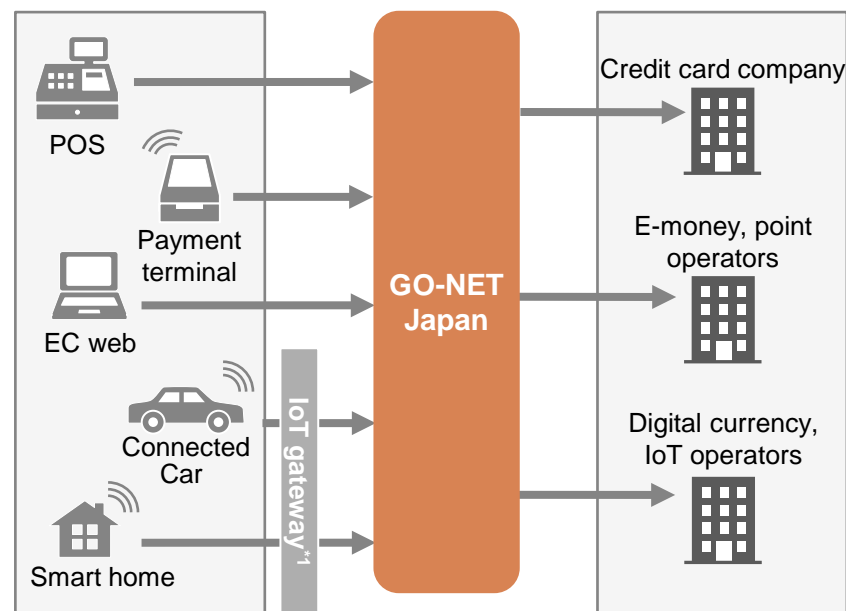 POS
Payment
terminal
EC web
Connected
Car
Smart home
IoT gateway*1
GO-NET
Japan
Credit card company
E-money, point
operators
Digital currency,
IoT operators